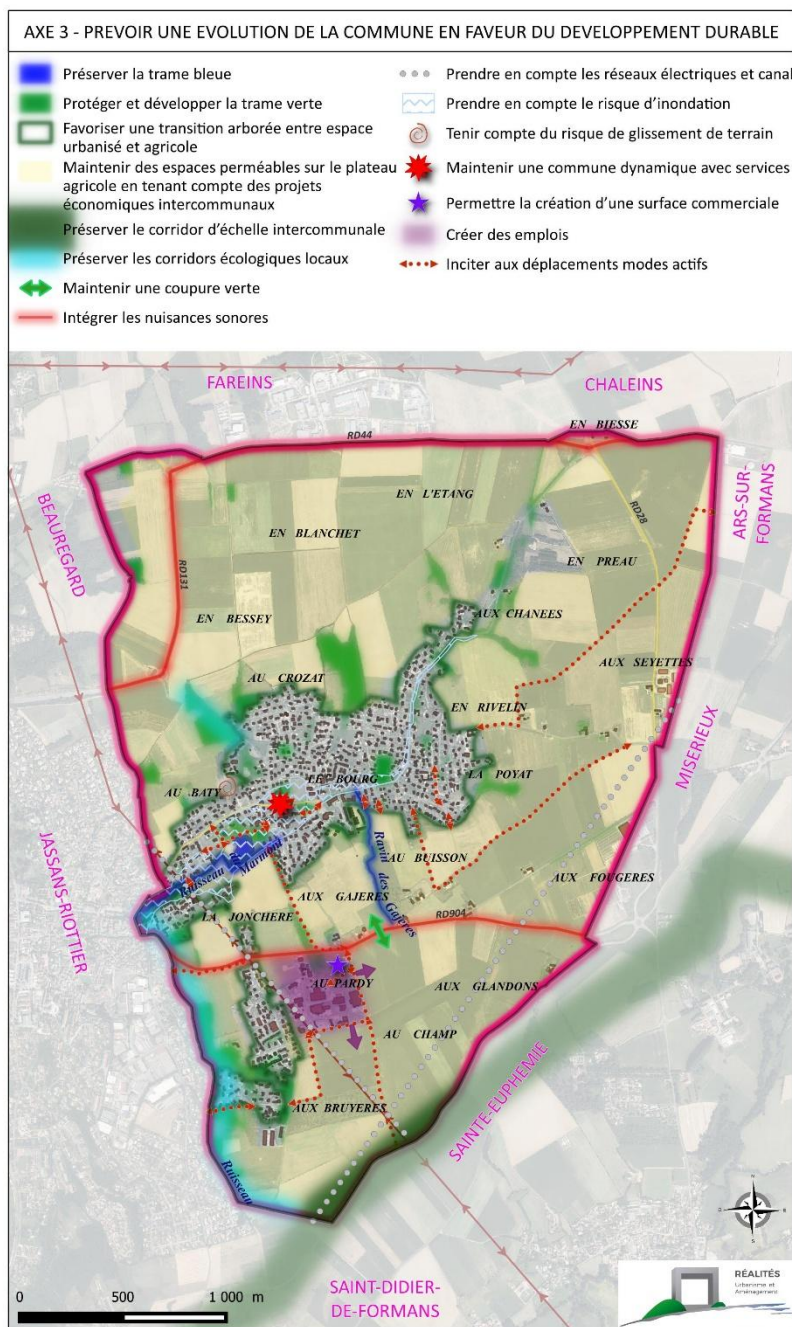 AXE 3 - PREVOIR UNE EVOLUTION DE LA COMMUNE EN FAVEUR DU DEVELOPPEMENT DURABLE
Préserver la trame bleue
Protéger et développer la trame verte
Favoriser une transition arborée entre espace
urbanisé et agricole
Maintenir des espaces perméables sur le plateau
agricole en tenant compte des projets
économiques intercommunaux
Préserver le corridor d'échelle intercommunale
Préserver les corridors écologiques locaux
Maintenir une coupure verte
Intégrer les nuisances sonores
Prendre en compte les réseaux électriques et canal
Prendre en compte le risque d'inondation
Tenir compte du risque de glissement de terrain
Maintenir une commune dynamique avec services
Permettre la création d'une surface commerciale
Créer des emplois
Inciter aux déplacements modes actifs
FAREINS
CHALEINS
EN BIESSE
RD44
ARS-SUR-
FORMANS
BEAUREGARD
EN L'ETANG
RD28
EN BLANCHET
RD131
EN PREAU
EN BESSEY
AUX CHANEES
AUX SEYETTES
AU CROZAT
EN RIVELIN
MISERIEUX
LA POYAT
AU BATY
LE BOURG
JASSANS-RIOTTIER
Ruisseau du Marmont
Ravin des Gajeres
AU BUISSON
AUX FOUGERES
AUX GAJERES
LA JONCHERE
RD904
AU PARDY
AUX GLANDONS
AU CHAMP
SAINTE-EUPHEMIE
AUX BRUYERES
Ruisseau
N
S
0 500 1 000 m
SAINT-DIDIER-
DE-FORMANS
RÉALITÉS
Urbanisme et
Aménagement